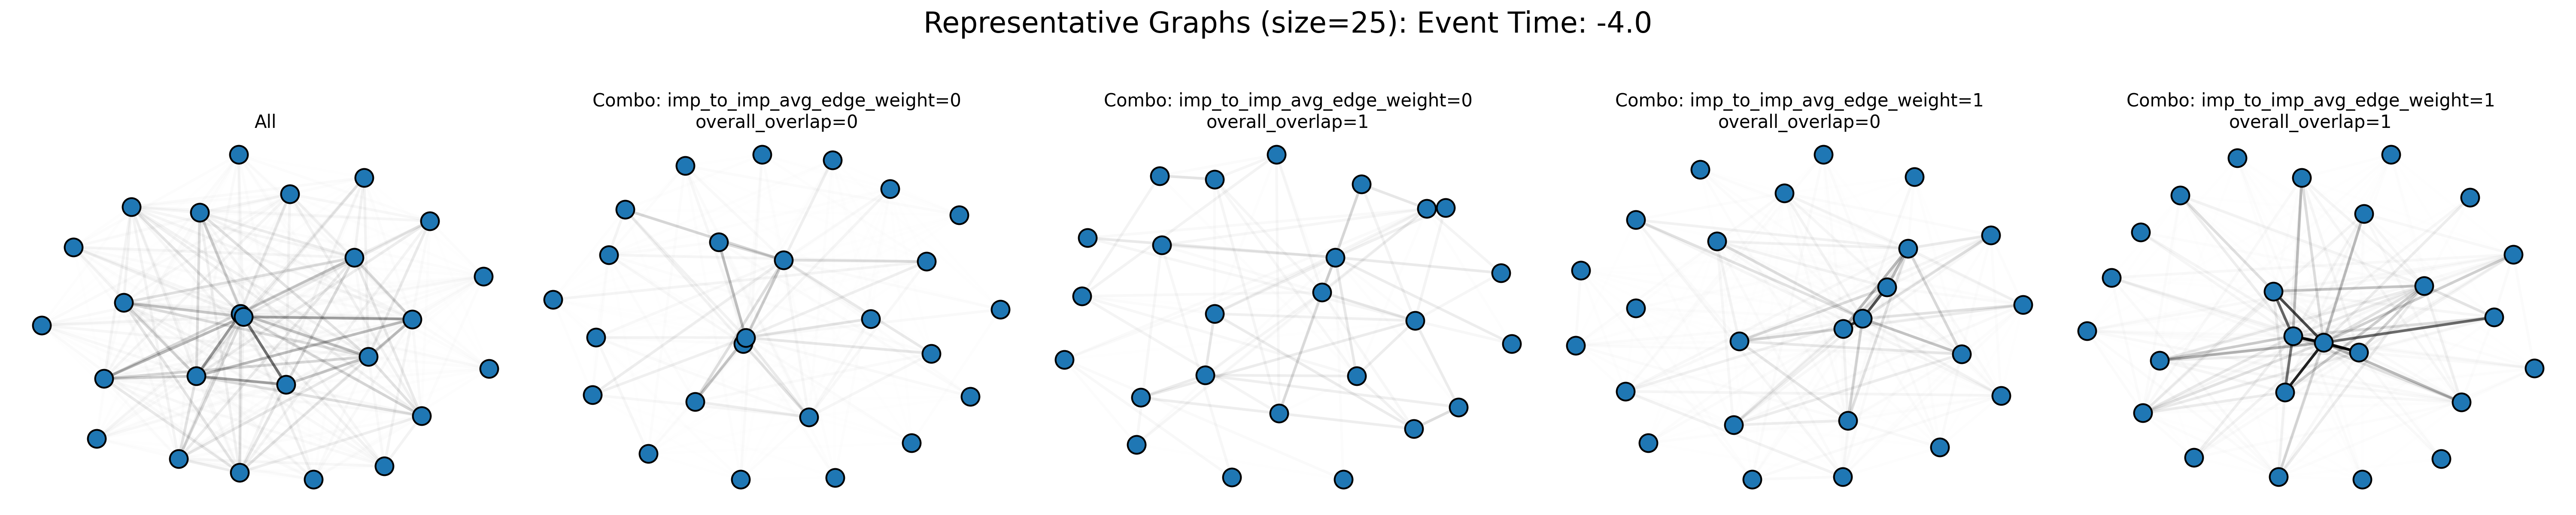 Representative Graphs (size=25): Event Time: -4.0
All
Combo: imp_to_imp_avg_edge_weight=0
overall_overlap=0
Combo: imp_to_imp_avg_edge_weight=0
overall_overlap=1
Combo: imp_to_imp_avg_edge_weight=1
overall_overlap=0
Combo: imp_to_imp_avg_edge_weight=1
overall_overlap=1